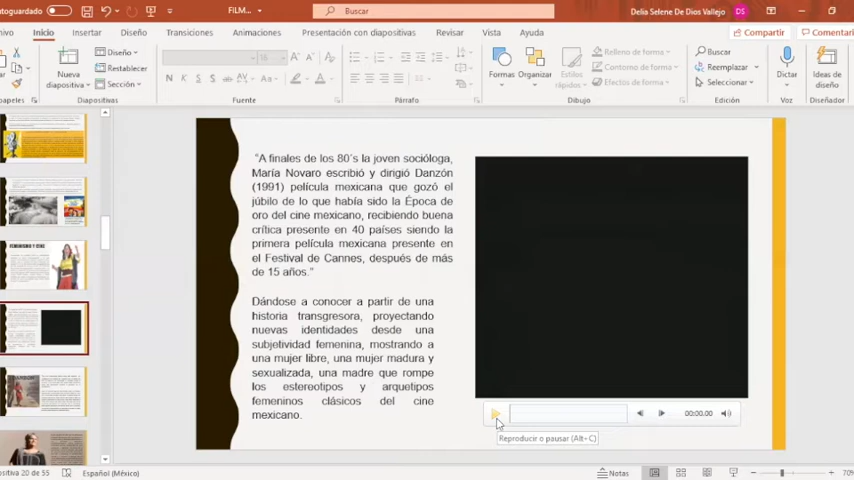 toguardado
FiLM...
Buscar
Delia Selene De Dios Vallejo
DS
Inicio
Insertar
Diseño
Transiciones
Animaciones
Presentación con diapositivas
Revisar
Vista
Ayuda
Compartir
Comentari
Nueva
diapositiva
Diseño
Restablecer
Sección
apeles
Diapositivas
16
N K S
Fuente
Párrafo
Formas
Organizar
Estilos
rápidos
Relleno de forma
Contorno de forma
Efectos de forma
Dibujo
Buscar
Reemplazar
Seleccionar
Edición
Dictar
Voz
Ideas de
diseño
Diseñador
FEMINISMO Y CINE
“A finales de los 80´s la joven socióloga,
María Novaro escribió y dirigió Danzón
(1991) película mexicana que gozó el
júbilo de lo que había sido la Época de
oro del cine mexicano, recibiendo buena
crítica presente en 40 países siendo la
primera película mexicana presente en
el Festival de Cannes, después de más
de 15 años.”
Dándose a conocer a partir de una
historia transgresora, proyectando
nuevas identidades desde una
subjetividad femenina, mostrando a
una mujer libre, una mujer madura y
sexualizada, una madre que rompe
los estereotipos y arquetipos
femeninos clásicos del cine
mexicano.
00:00.00
Reproducir o pausar (Alt+C)
positiva 20 de 55
Español (México)
Notas
70%